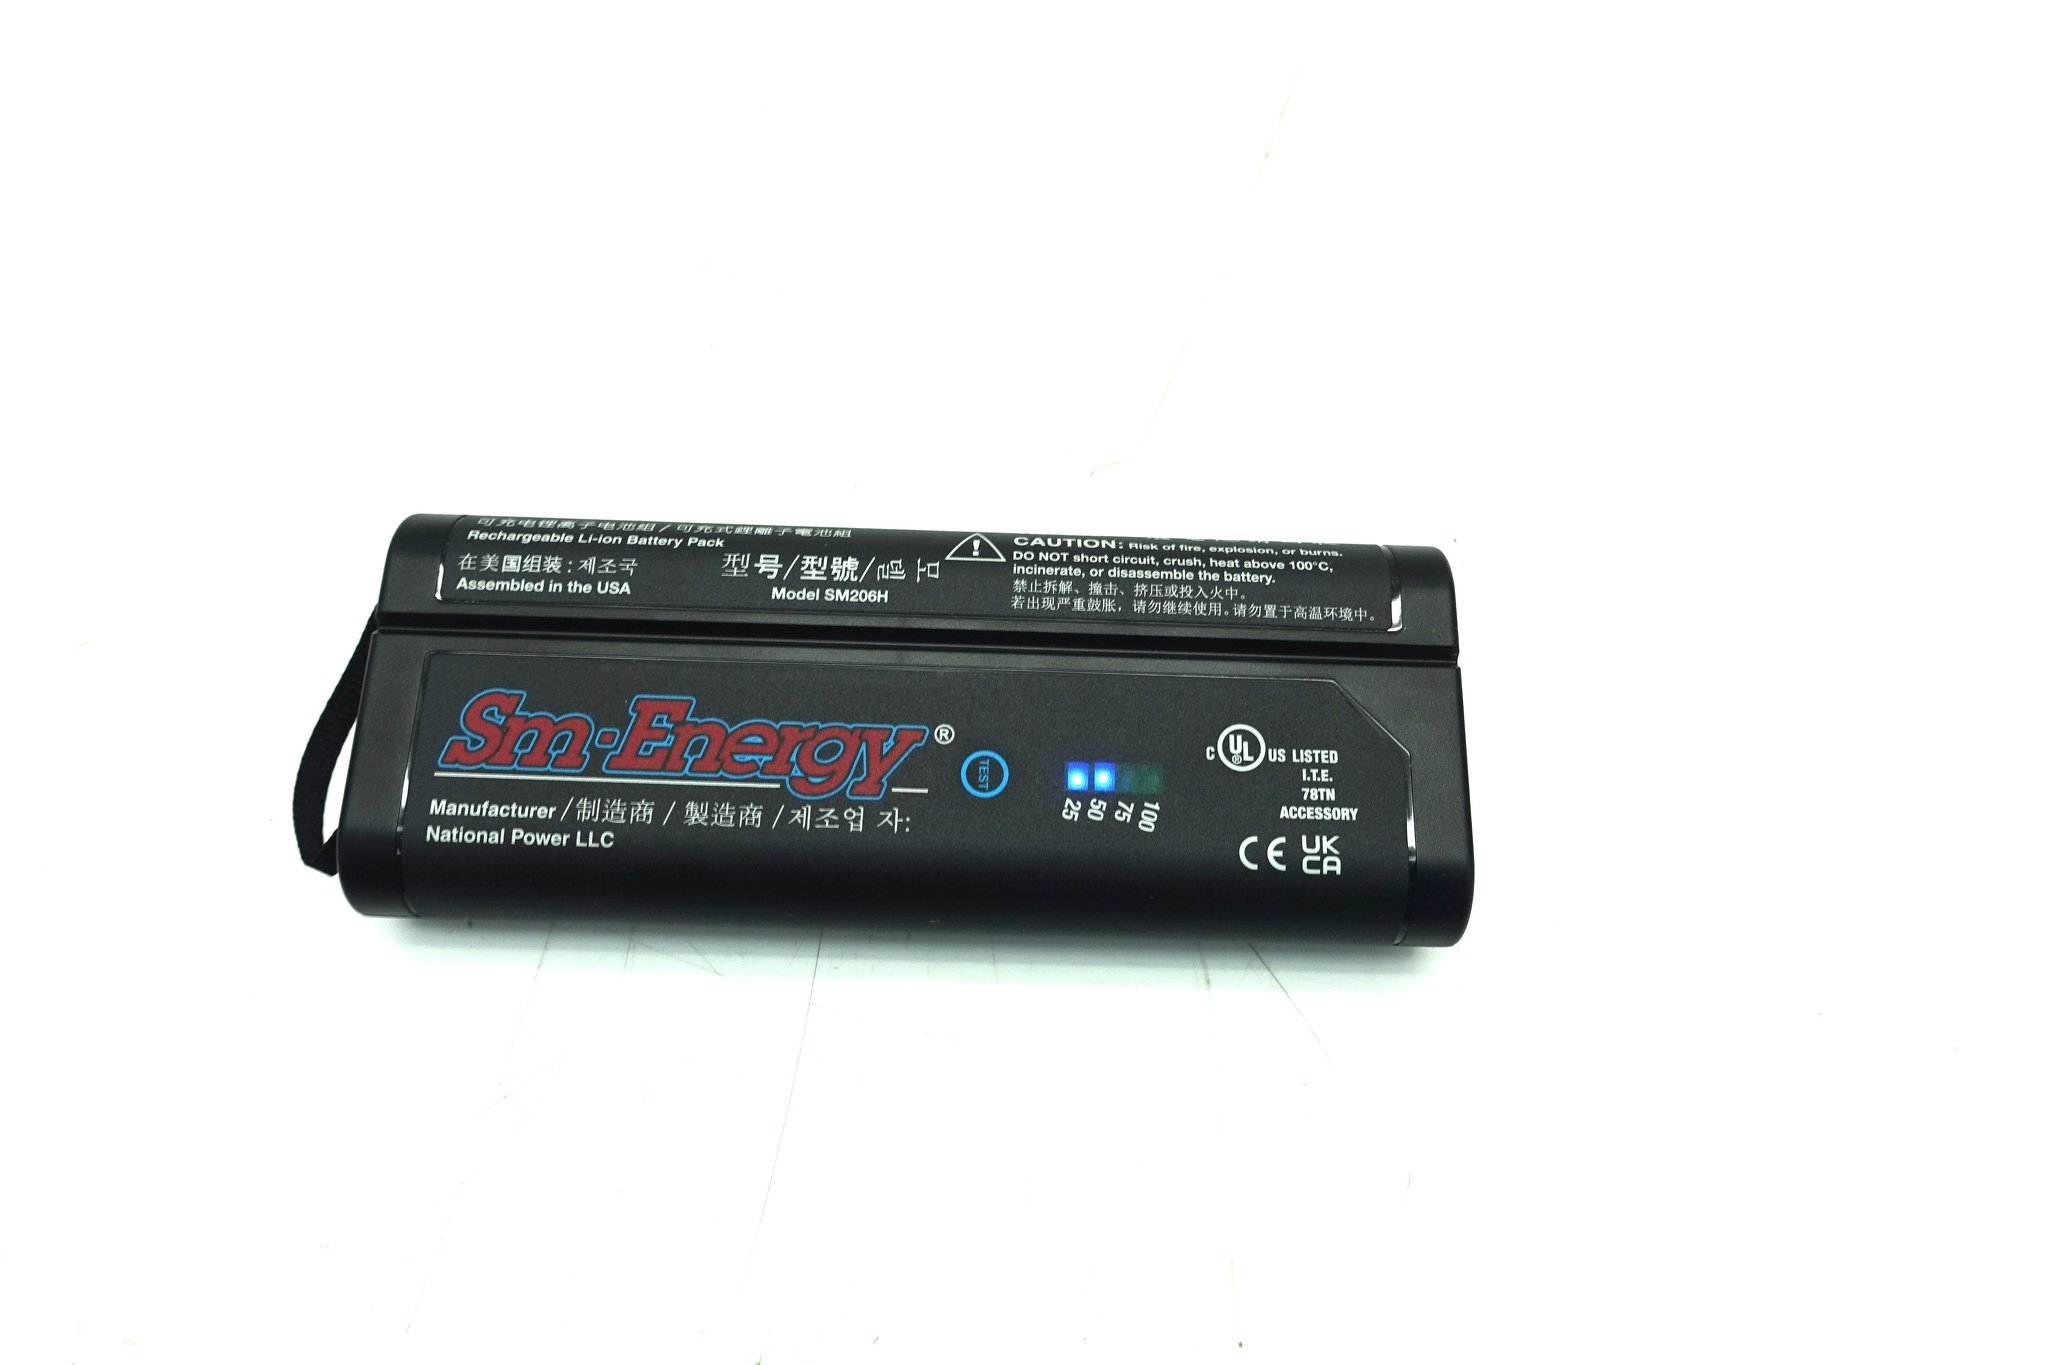 可充电锂离子电池组 / 可充式鋰離子電池組
Rechargeable Li-Ion Battery Pack
在美国组装 : 제조국
Assembled in the USA
型号/型號/델 모
Model SM206H
CAUTION: Risk of fire, explosion, or burns.
DO NOT short circuit, crush, heat above 100°C,
incinerate, or disassemble the battery.
禁止拆解、撞击、挤压或投入火中。
若出现严重鼓胀，请勿继续使用。请勿置于高温环境中。
Sm·Energy®
Manufacturer /制造商 / 製造商 /제조업 자:
National Power LLC
TEST
25 50 75 100
C UL® US LISTED
I.T.E.
78TN
ACCESSORY
CE UK
CA